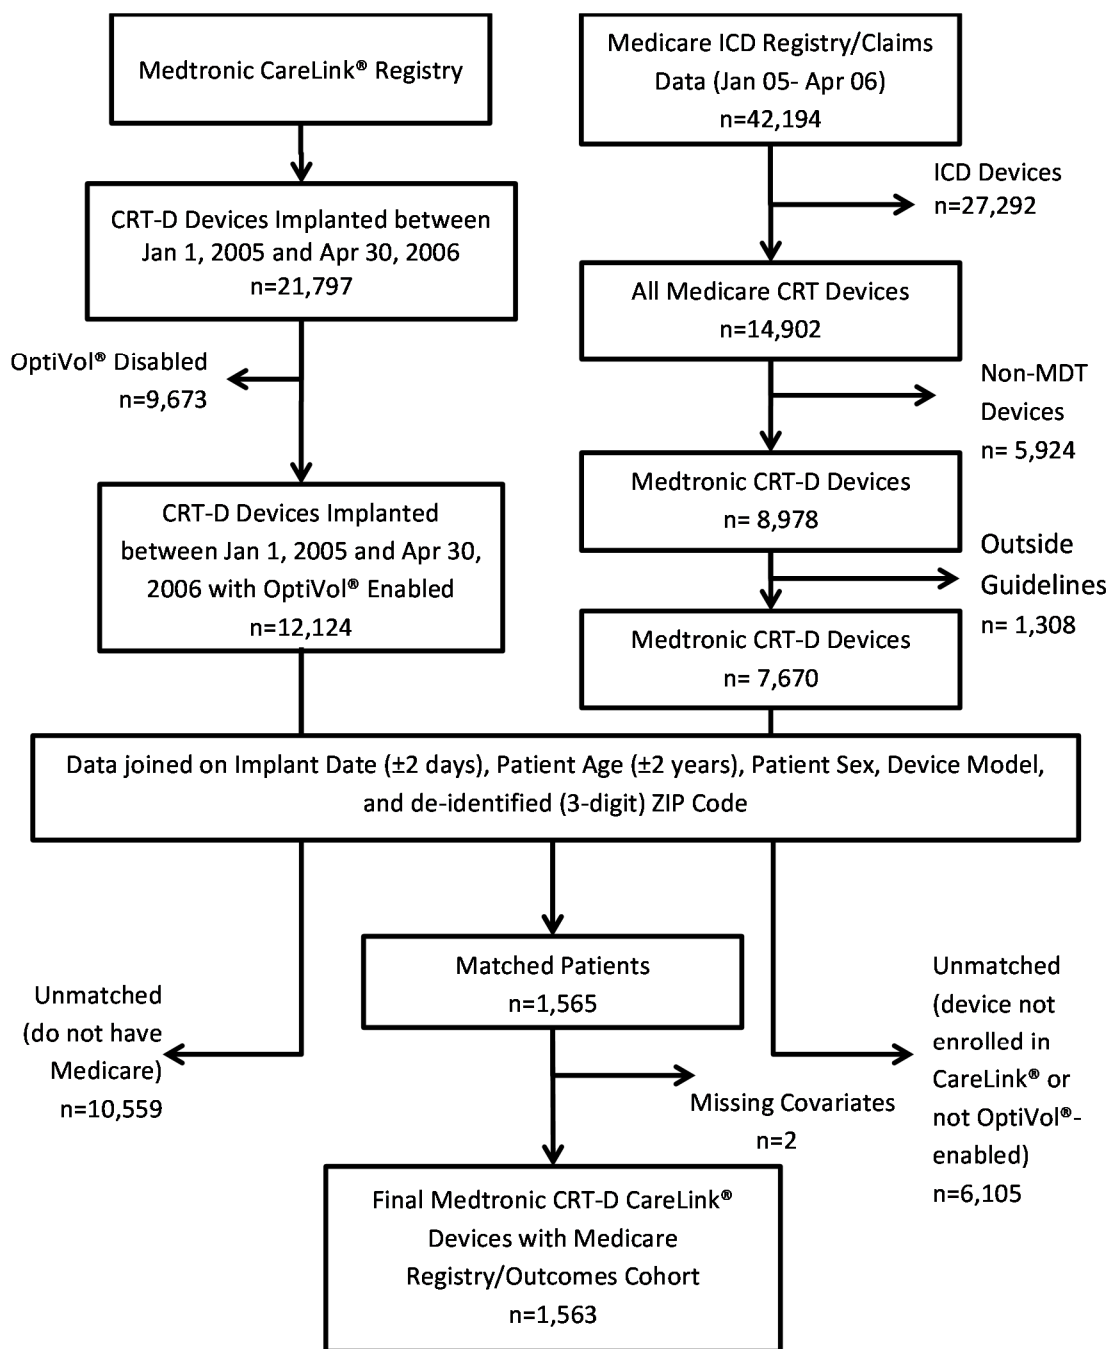 Medtronic CareLink® Registry
CRT-D Devices Implanted between
Jan 1, 2005 and Apr 30, 2006
n=21,797
OptiVol® Disabled
n=9,673
CRT-D Devices Implanted
between Jan 1, 2005 and Apr 30,
2006 with OptiVol® Enabled
n=12,124
Medicare ICD Registry/Claims
Data (Jan 05- Apr 06)
n=42,194
ICD Devices
n=27,292
All Medicare CRT Devices
n=14,902
Non-MDT
Devices
n= 5,924
Medtronic CRT-D Devices
n= 8,978
Outside
Guidelines
n= 1,308
Medtronic CRT-D Devices
n= 7,670
Data joined on Implant Date (±2 days), Patient Age (±2 years), Patient Sex, Device Model,
and de-identified (3-digit) ZIP Code
Unmatched
(do not have
Medicare)
n=10,559
Matched Patients
n=1,565
Unmatched
(device not
enrolled in
CareLink® or
not OptiVol®-
enabled)
n=6,105
Missing Covariates
n=2
Final Medtronic CRT-D CareLink®
Devices with Medicare
Registry/Outcomes Cohort
n=1,563